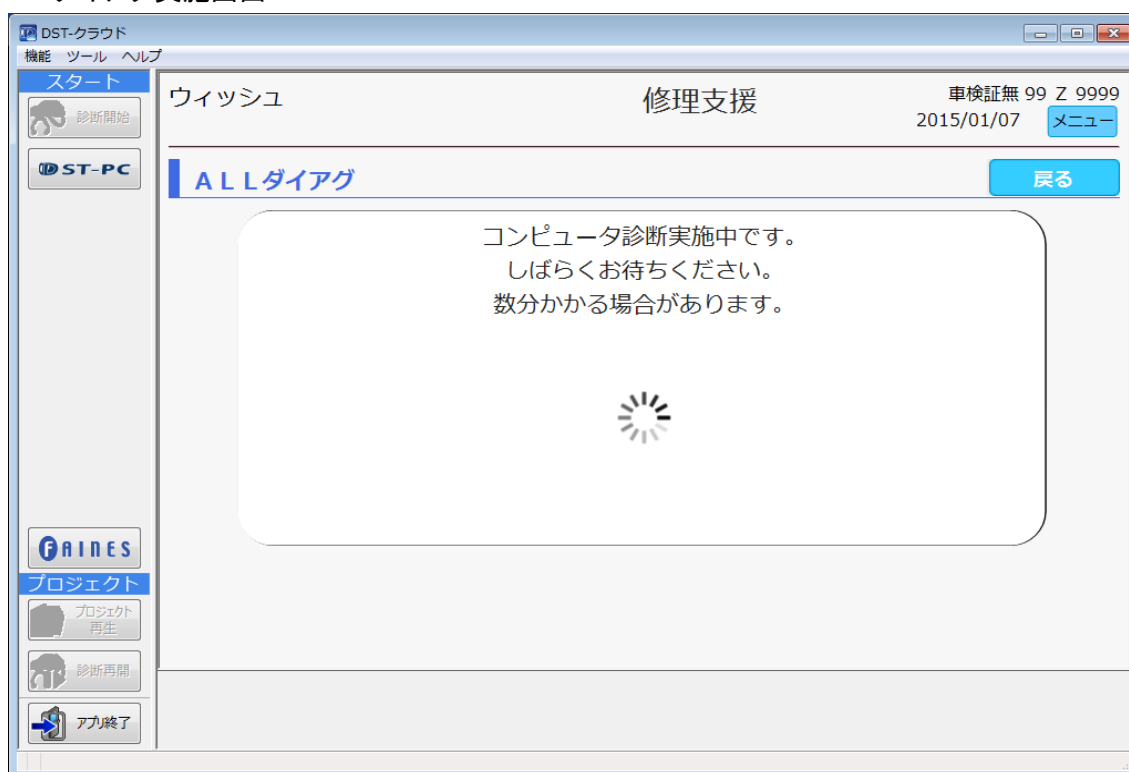 DST-クラウド
機能 ツール ヘルプ
スタート
診断開始
DST-PC
ウィッシュ
修理支援
車検証無 99 Z 9999
2015/01/07 メニュー
ALLダイアグ
戻る
コンピュータ診断実施中です。
しばらくお待ちください。
数分かかる場合があります。
FAINES
プロジェクト
プロジェクト
再生
診断再開
アプリ終了